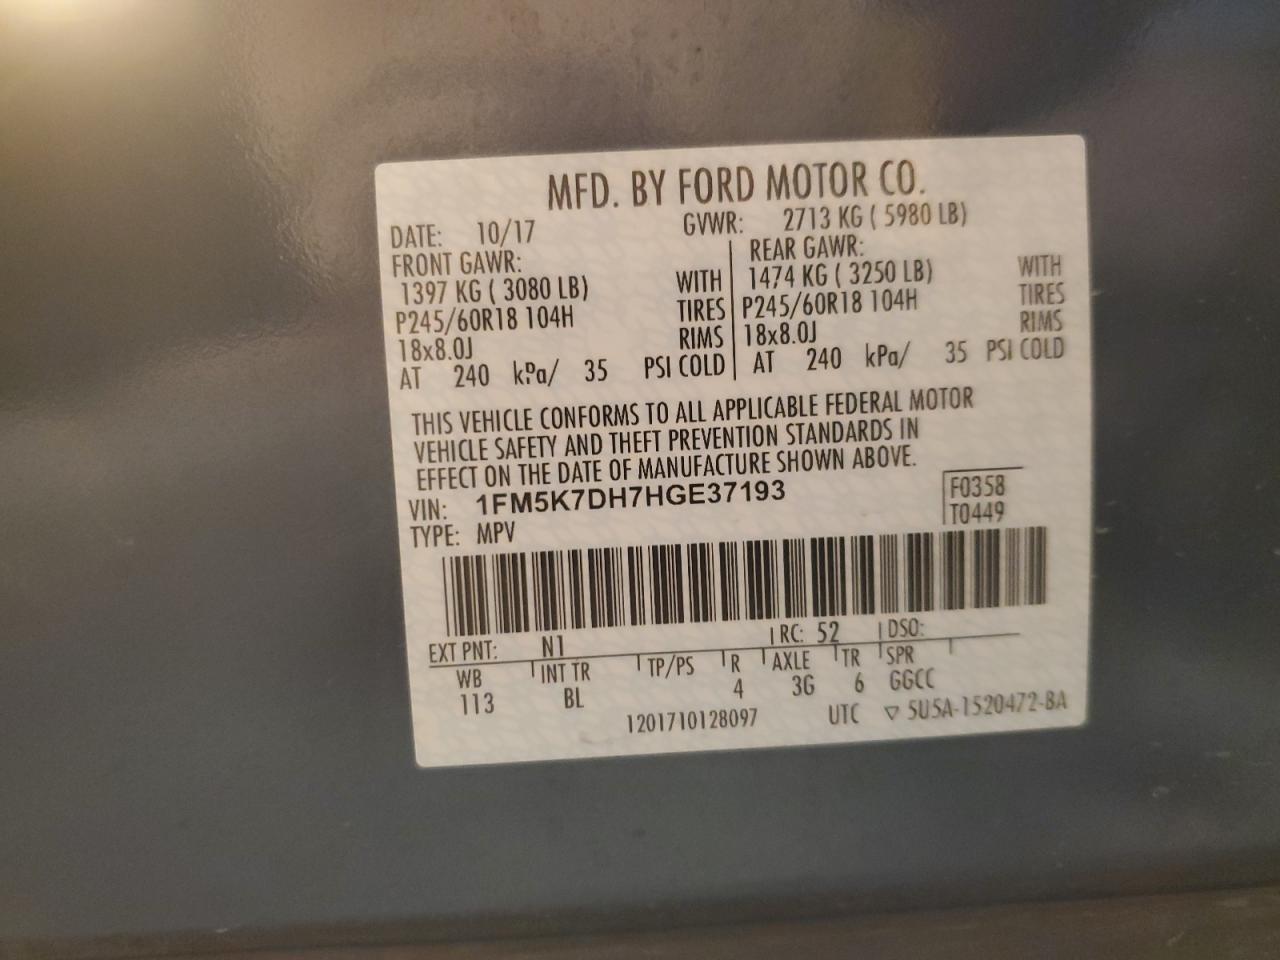 MFD. BY FORD MOTOR CO.
DATE: 10/17 GVWR: 2713 KG ( 5980 LB)
FRONT GAWR: REAR GAWR:
1397 KG ( 3080 LB) WITH 1474 KG ( 3250 LB) WITH
P245/60R18 104H TIRES P245/60R18 104H TIRES
18x8.0J RIMS 18x8.0J RIMS
AT 240 kPa/ 35 PSI COLD AT 240 kPa/ 35 PSI COLD
THIS VEHICLE CONFORMS TO ALL APPLICABLE FEDERAL MOTOR
VEHICLE SAFETY AND THEFT PREVENTION STANDARDS IN
EFFECT ON THE DATE OF MANUFACTURE SHOWN ABOVE.
VIN: 1FM5K7DH7HGE37193 F0358
TYPE: MPV T0449
EXT PNT: N1 RC: 52 DSO:
WB INT TR TP/PS R AXLE TR SPR
113 BL 4 3G 6 GGCC
1201710128097 UTC ▽ 5U5A-1520472-BA